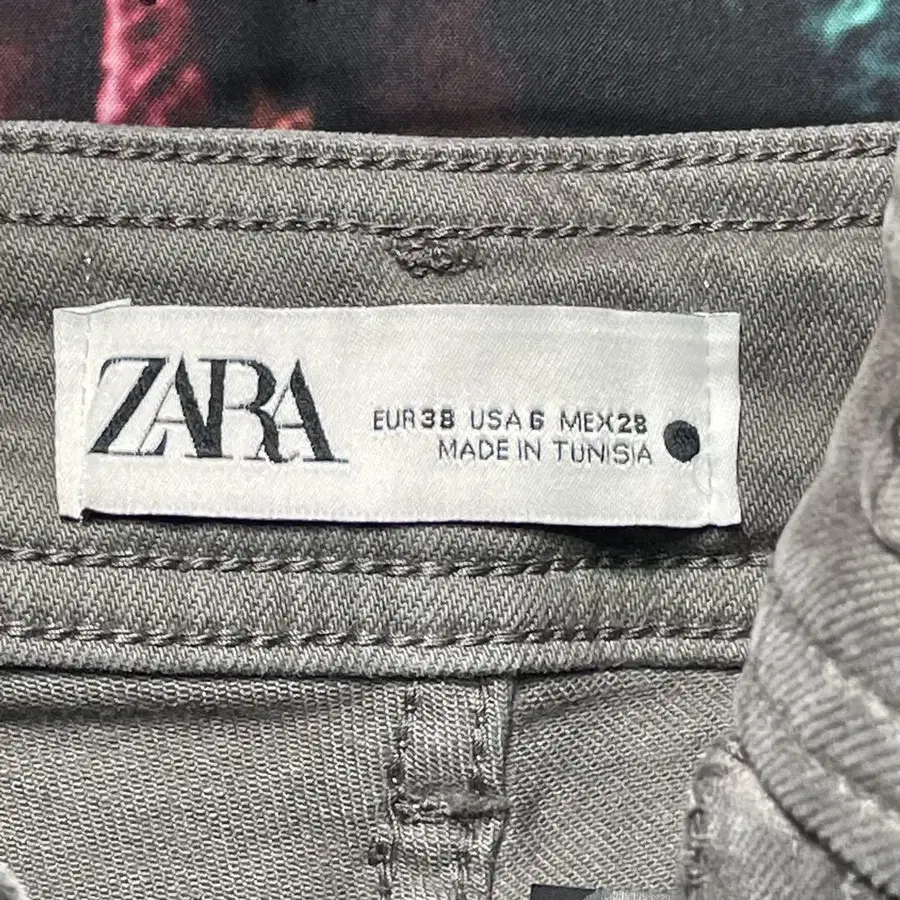 ZARA
EUR 38 USA 6 MEX 28
MADE IN TUNISIA